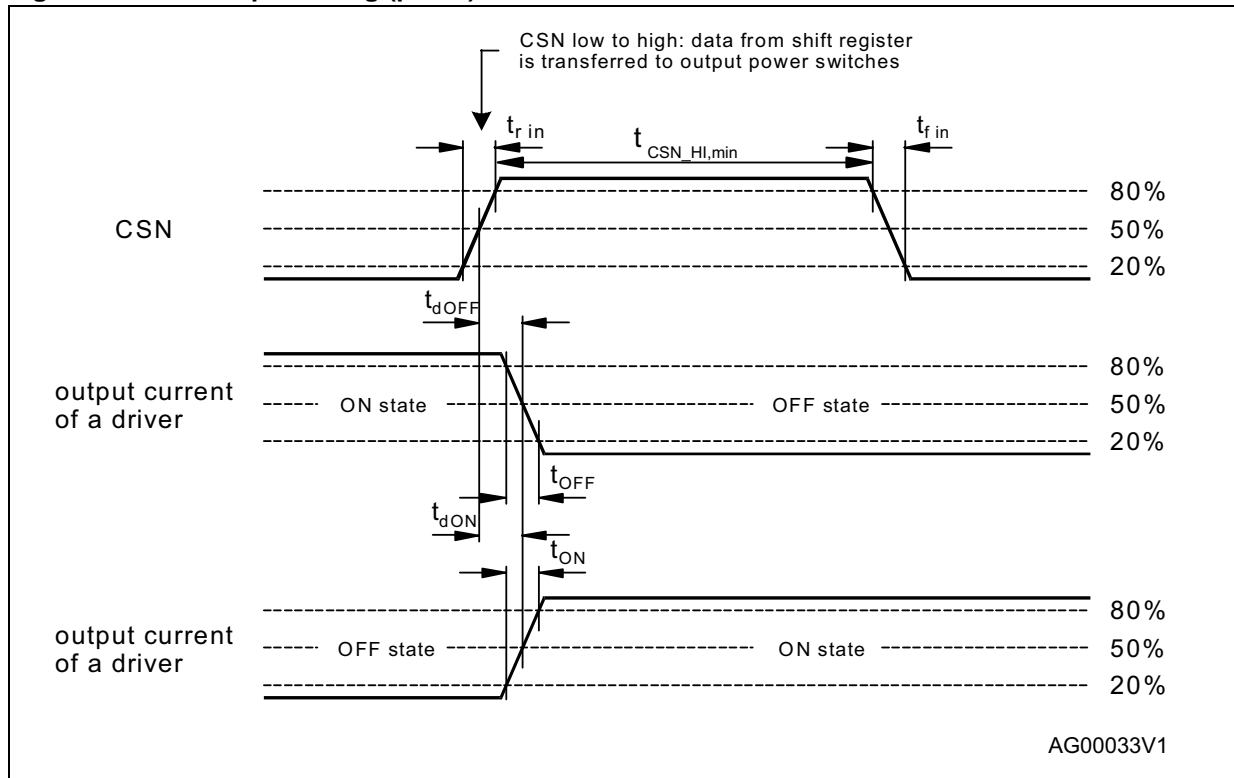 CSN low to high: data from shift register
is transferred to output power switches
t r in
t CSN_HI,min
t f in
CSN
80%
50%
20%
t dOFF
output current
of a driver
ON state
OFF state
80%
50%
20%
t OFF
t dON
t ON
output current
of a driver
OFF state
ON state
80%
50%
20%
AG00033V1